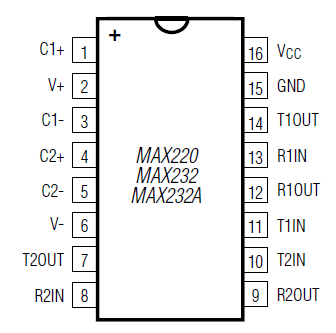 +
C1+ 1 16 VCC
V+ 2 15 GND
C1- 3 14 T1OUT
C2+ 4 13 R1IN
C2- 5 12 R1OUT
V- 6 11 T1IN
T2OUT 7 10 T2IN
R2IN 8 9 R2OUT
MAX220
MAX232
MAX232A